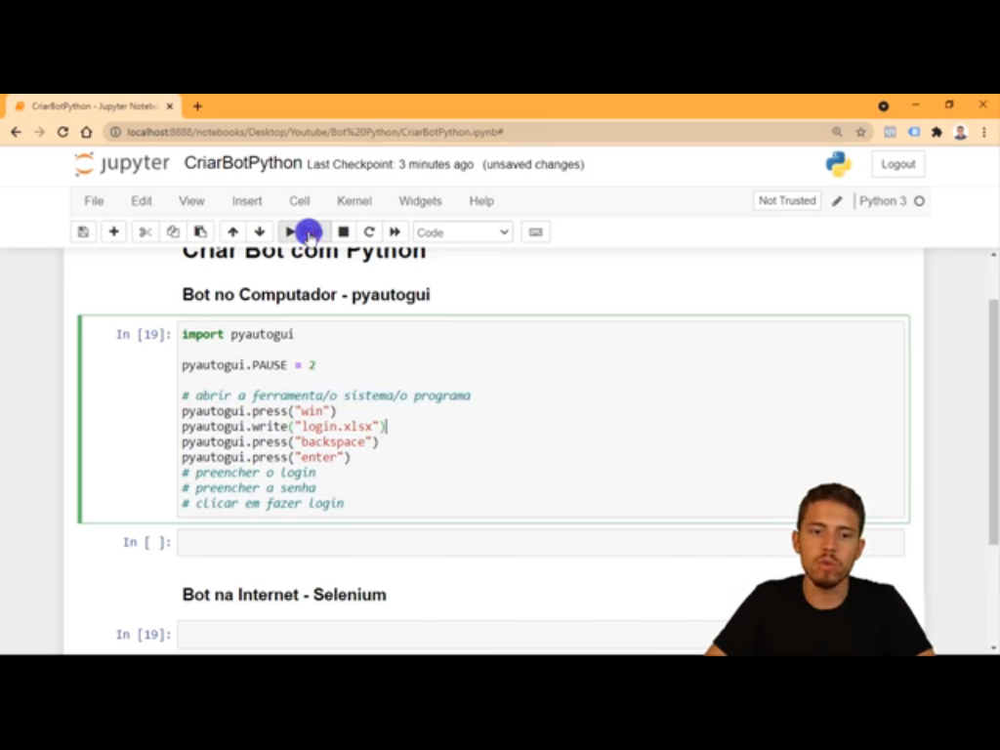 CriarBotPython - Jupyter Notebo
localhost:8888/notebooks/Desktop/Youtube/Bot%20Python/CriarBotPython.ipynb#
jupyter CriarBotPython Last Checkpoint: 3 minutes ago (unsaved changes) Logout
File Edit View Insert Cell Kernel Widgets Help Not Trusted Python 3
Code
Criar Bot com Python
Bot no Computador - pyautogui
In [19]: import pyautogui
pyautogui.PAUSE = 2
# abrir a ferramenta/o sistema/o programa
pyautogui.press("win")
pyautogui.write("login.xlsx")
pyautogui.press("backspace")
pyautogui.press("enter")
# preencher o login
# preencher a senha
# clicar em fazer login
In [ ]:
Bot na Internet - Selenium
In [19]: